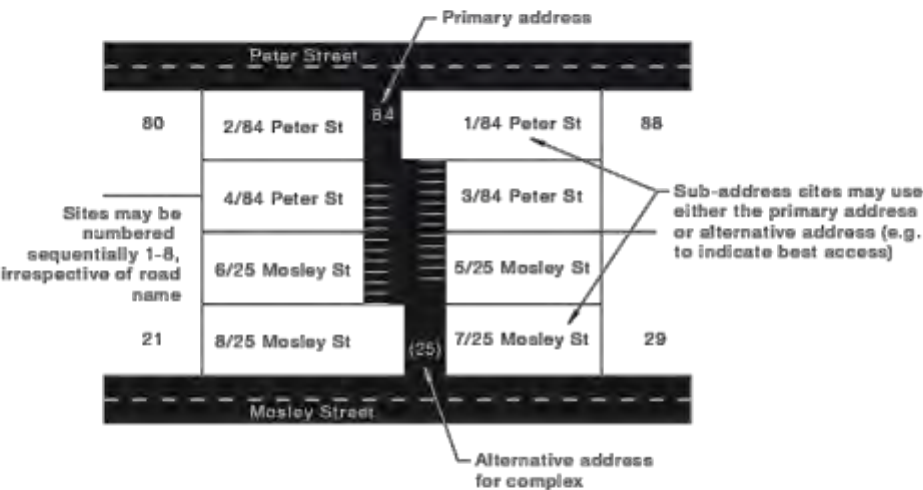 Primary address
Peter Street
80
2/84 Peter St
84
1/84 Peter St
88
4/84 Peter St
3/84 Peter St
Sites may be
numbered
sequentially 1-8,
irrespective of road
name
Sub-address sites may use
either the primary address
or alternative address (e.g.
to indicate best access)
6/25 Mosley St
5/25 Mosley St
21
8/25 Mosley St
(25)
7/25 Mosley St
29
Mosley Street
Alternative address
for complex